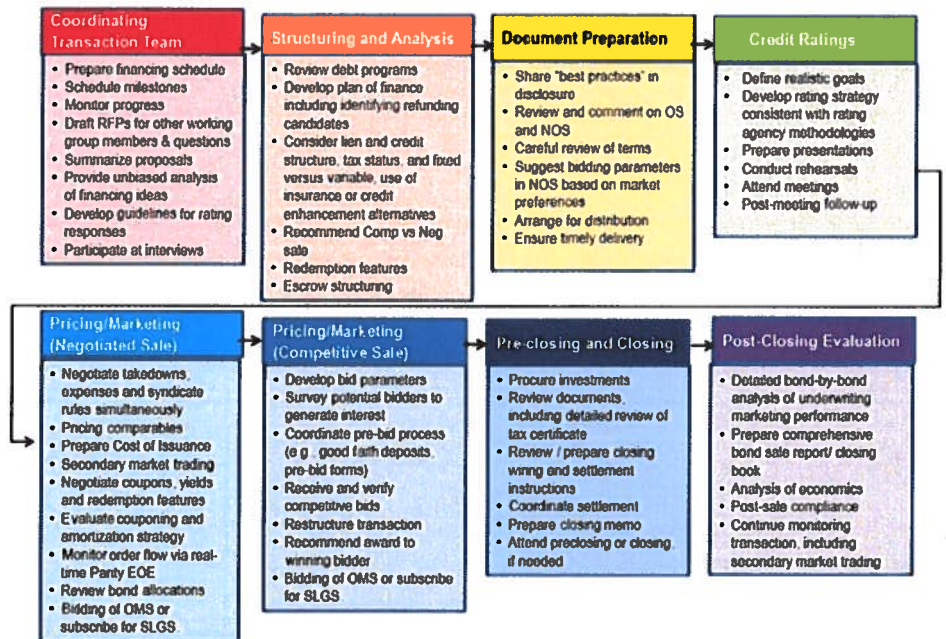 Coordinating
Transaction Team
• Prepare financing schedule
• Schedule milestones
• Monitor progress
• Draft RFPs for other working
group members & questions
• Summarize proposals
• Provide unbiased analysis
of financing ideas
• Develop guidelines for rating
responses
• Participate at interviews
Structuring and Analysis
• Review debt programs
• Develop plan of finance
including identifying refunding
candidates
• Consider lien and credit
structure, tax status, and fixed
versus variable, use of
insurance or credit
enhancement alternatives
• Recommend Comp vs Neg
sale
• Redemption features
• Escrow structuring
Document Preparation
• Share "best practices" in
disclosure
• Review and comment on OS
and NOS
• Careful review of terms
• Suggest bidding parameters
in NOS based on market
preferences
• Arrange for distribution
• Ensure timely delivery
Credit Ratings
• Define realistic goals
• Develop rating strategy
consistent with rating
agency methodologies
• Prepare presentations
• Conduct rehearsals
• Attend meetings
• Post-meeting follow-up
Pricing/Marketing
(Negotiated Sale)
• Negotiate takedowns,
expenses and syndicate
rules simultaneously
• Pricing comparables
• Prepare Cost of Issuance
• Secondary market trading
• Negotiate coupons, yields
and redemption features
• Evaluate couponing and
amortization strategy
• Monitor order flow via real-
time Parity EOE
• Review bond allocations
• Bidding of OMS or
subscribe for SLGS
Pricing/Marketing
(Competitive Sale)
• Develop bid parameters
• Survey potential bidders to
generate interest
• Coordinate pre-bid process
(e.g., good faith deposits,
pre-bid forms)
• Receive and verify
competitive bids
• Restructure transaction
• Recommend award to
winning bidder
• Bidding of OMS or subscribe
for SLGS
Pre-closing and Closing
• Procure investments
• Review documents,
including detailed review of
tax certificate
• Review / prepare closing
wiring and settlement
instructions
• Coordinate settlement
• Prepare closing memo
• Attend preclosing or closing,
if needed
Post-Closing Evaluation
• Detailed bond-by-bond
analysis of underwriting
marketing performance
• Prepare comprehensive
bond sale report/ closing
book
• Analysis of economics
• Post-sale compliance
• Continue monitoring
transaction, including
secondary market trading